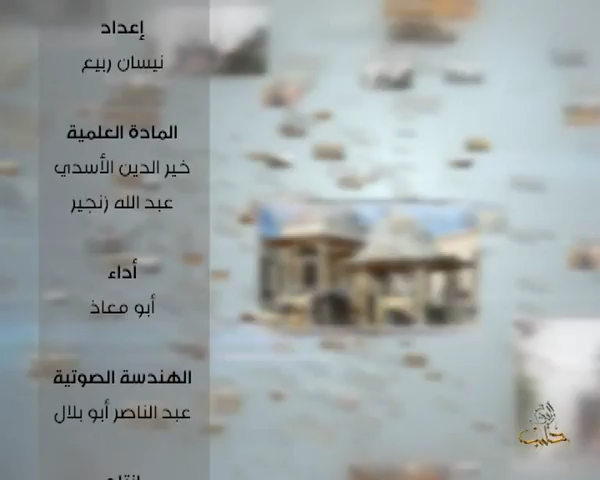 إعداد
نيسان ربيع
المادة العلمية
خير الدين الأسدي
عبد الله زنجير
أداء
أبو معاذ
الهندسة الصوتية
عبد الناصر أبو بلال
حلب